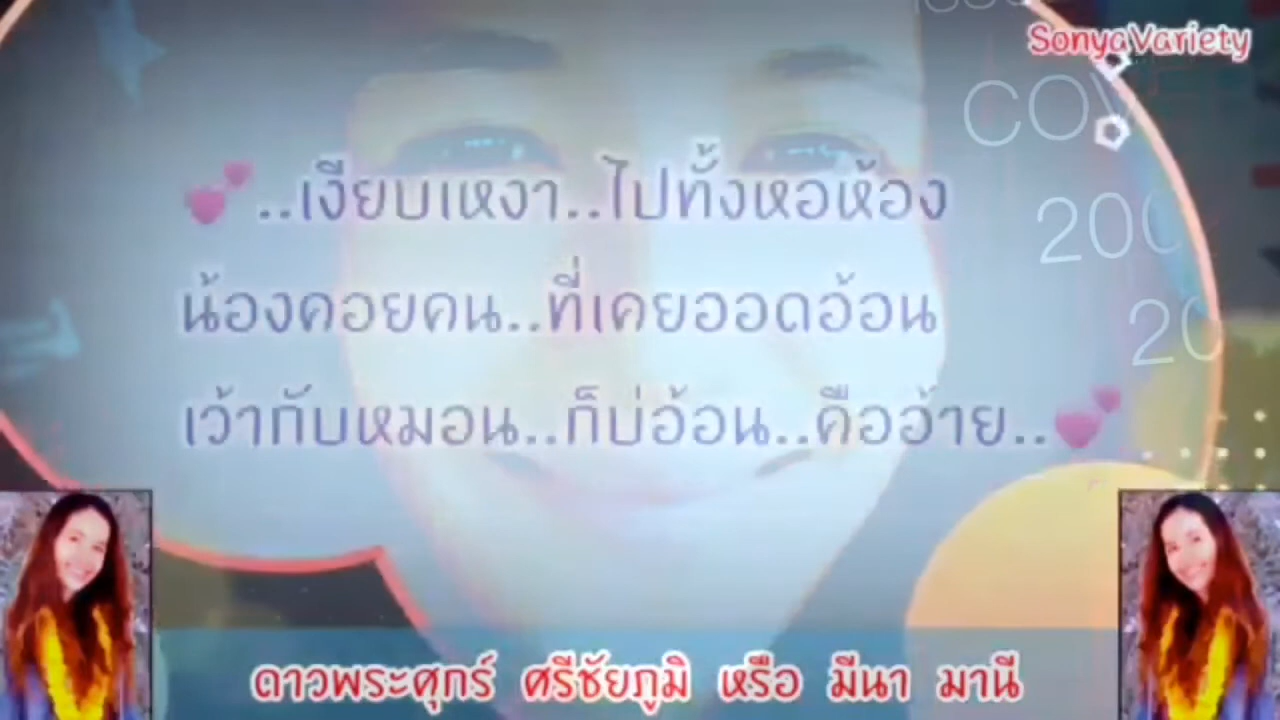 SonyaVariety
COV
200
20
..เงียบเหงา..ไปทั้งหอห้อง
น้องคอยคน..ที่เคยออดอ้อน
เว้ากับหมอน..ก็บ่อ้อน..คืออ้าย..
ดาวพระศุกร์ ศรีชัยภูมิ หรือ มีนา มานี